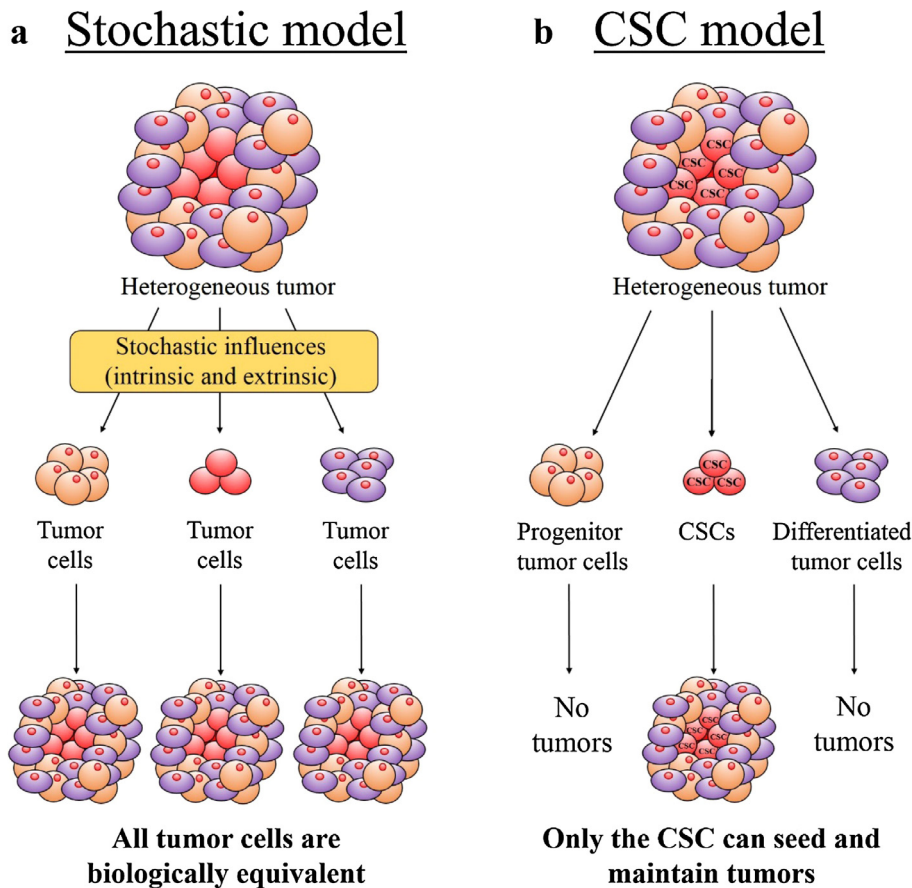 a Stochastic model
Heterogeneous tumor
Stochastic influences
(intrinsic and extrinsic)
Tumor
cells
Tumor
cells
Tumor
cells
All tumor cells are
biologically equivalent
b CSC model
CSC
CSC
CSC
CSC
CSC
Heterogeneous tumor
CSC
CSC
CSC
Progenitor
tumor cells
CSCs
Differentiated
tumor cells
No
tumors
CSC
CSC
CSC
CSC
CSC
No
tumors
Only the CSC can seed and
maintain tumors